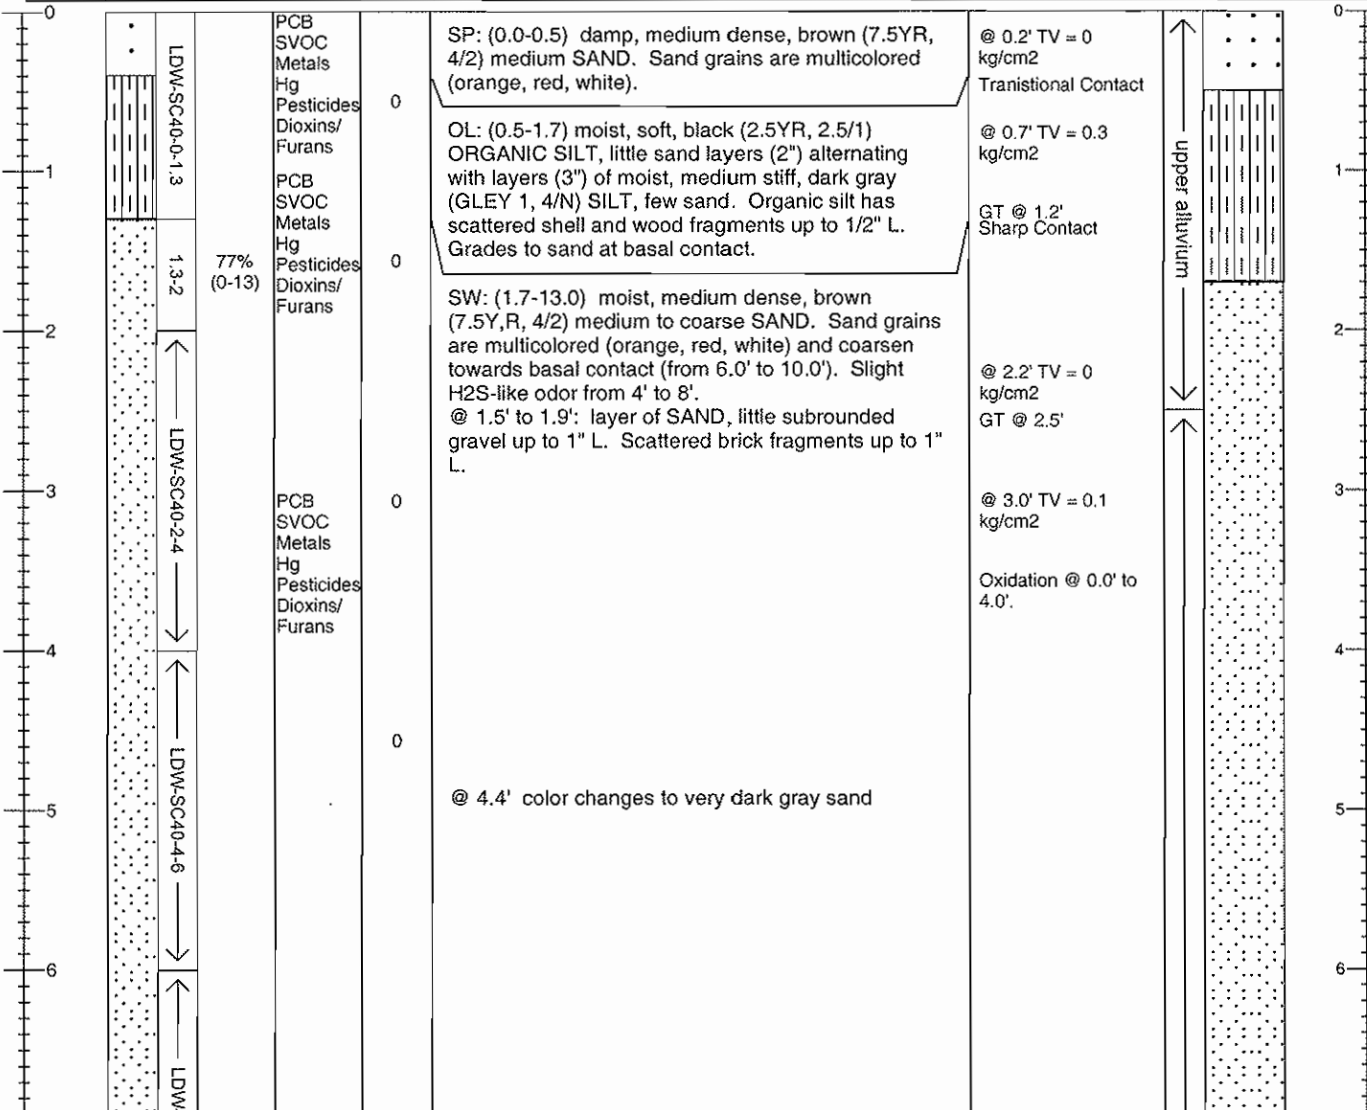 0
1
2
3
4
5
6
LDW-SC40-0-1.3
1.3-2
LDW-SC40-2-4
LDW-SC40-4-6
LDW-
77%
(0-13)
PCB
SVOC
Metals
Hg
Pesticides
Dioxins/
Furans
PCB
SVOC
Metals
Hg
Pesticides
Dioxins/
Furans
PCB
SVOC
Metals
Hg
Pesticides
Dioxins/
Furans
0
0
0
0
SP: (0.0-0.5) damp, medium dense, brown (7.5YR,
4/2) medium SAND. Sand grains are multicolored
(orange, red, white).
OL: (0.5-1.7) moist, soft, black (2.5YR, 2.5/1)
ORGANIC SILT, little sand layers (2") alternating
with layers (3") of moist, medium stiff, dark gray
(GLEY 1, 4/N) SILT, few sand. Organic silt has
scattered shell and wood fragments up to 1/2" L.
Grades to sand at basal contact.
SW: (1.7-13.0) moist, medium dense, brown
(7.5Y,R, 4/2) medium to coarse SAND. Sand grains
are multicolored (orange, red, white) and coarsen
towards basal contact (from 6.0' to 10.0'). Slight
H2S-like odor from 4' to 8'.
@ 1.5' to 1.9': layer of SAND, little subrounded
gravel up to 1" L. Scattered brick fragments up to 1"
L.
@ 4.4' color changes to very dark gray sand
@ 0.2' TV = 0
kg/cm2
Tranistional Contact
@ 0.7' TV = 0.3
kg/cm2
GT @ 1.2'
Sharp Contact
@ 2.2' TV = 0
kg/cm2
GT @ 2.5'
@ 3.0' TV = 0.1
kg/cm2
Oxidation @ 0.0' to
4.0'.
upper alluvium
0
1
2
3
4
5
6